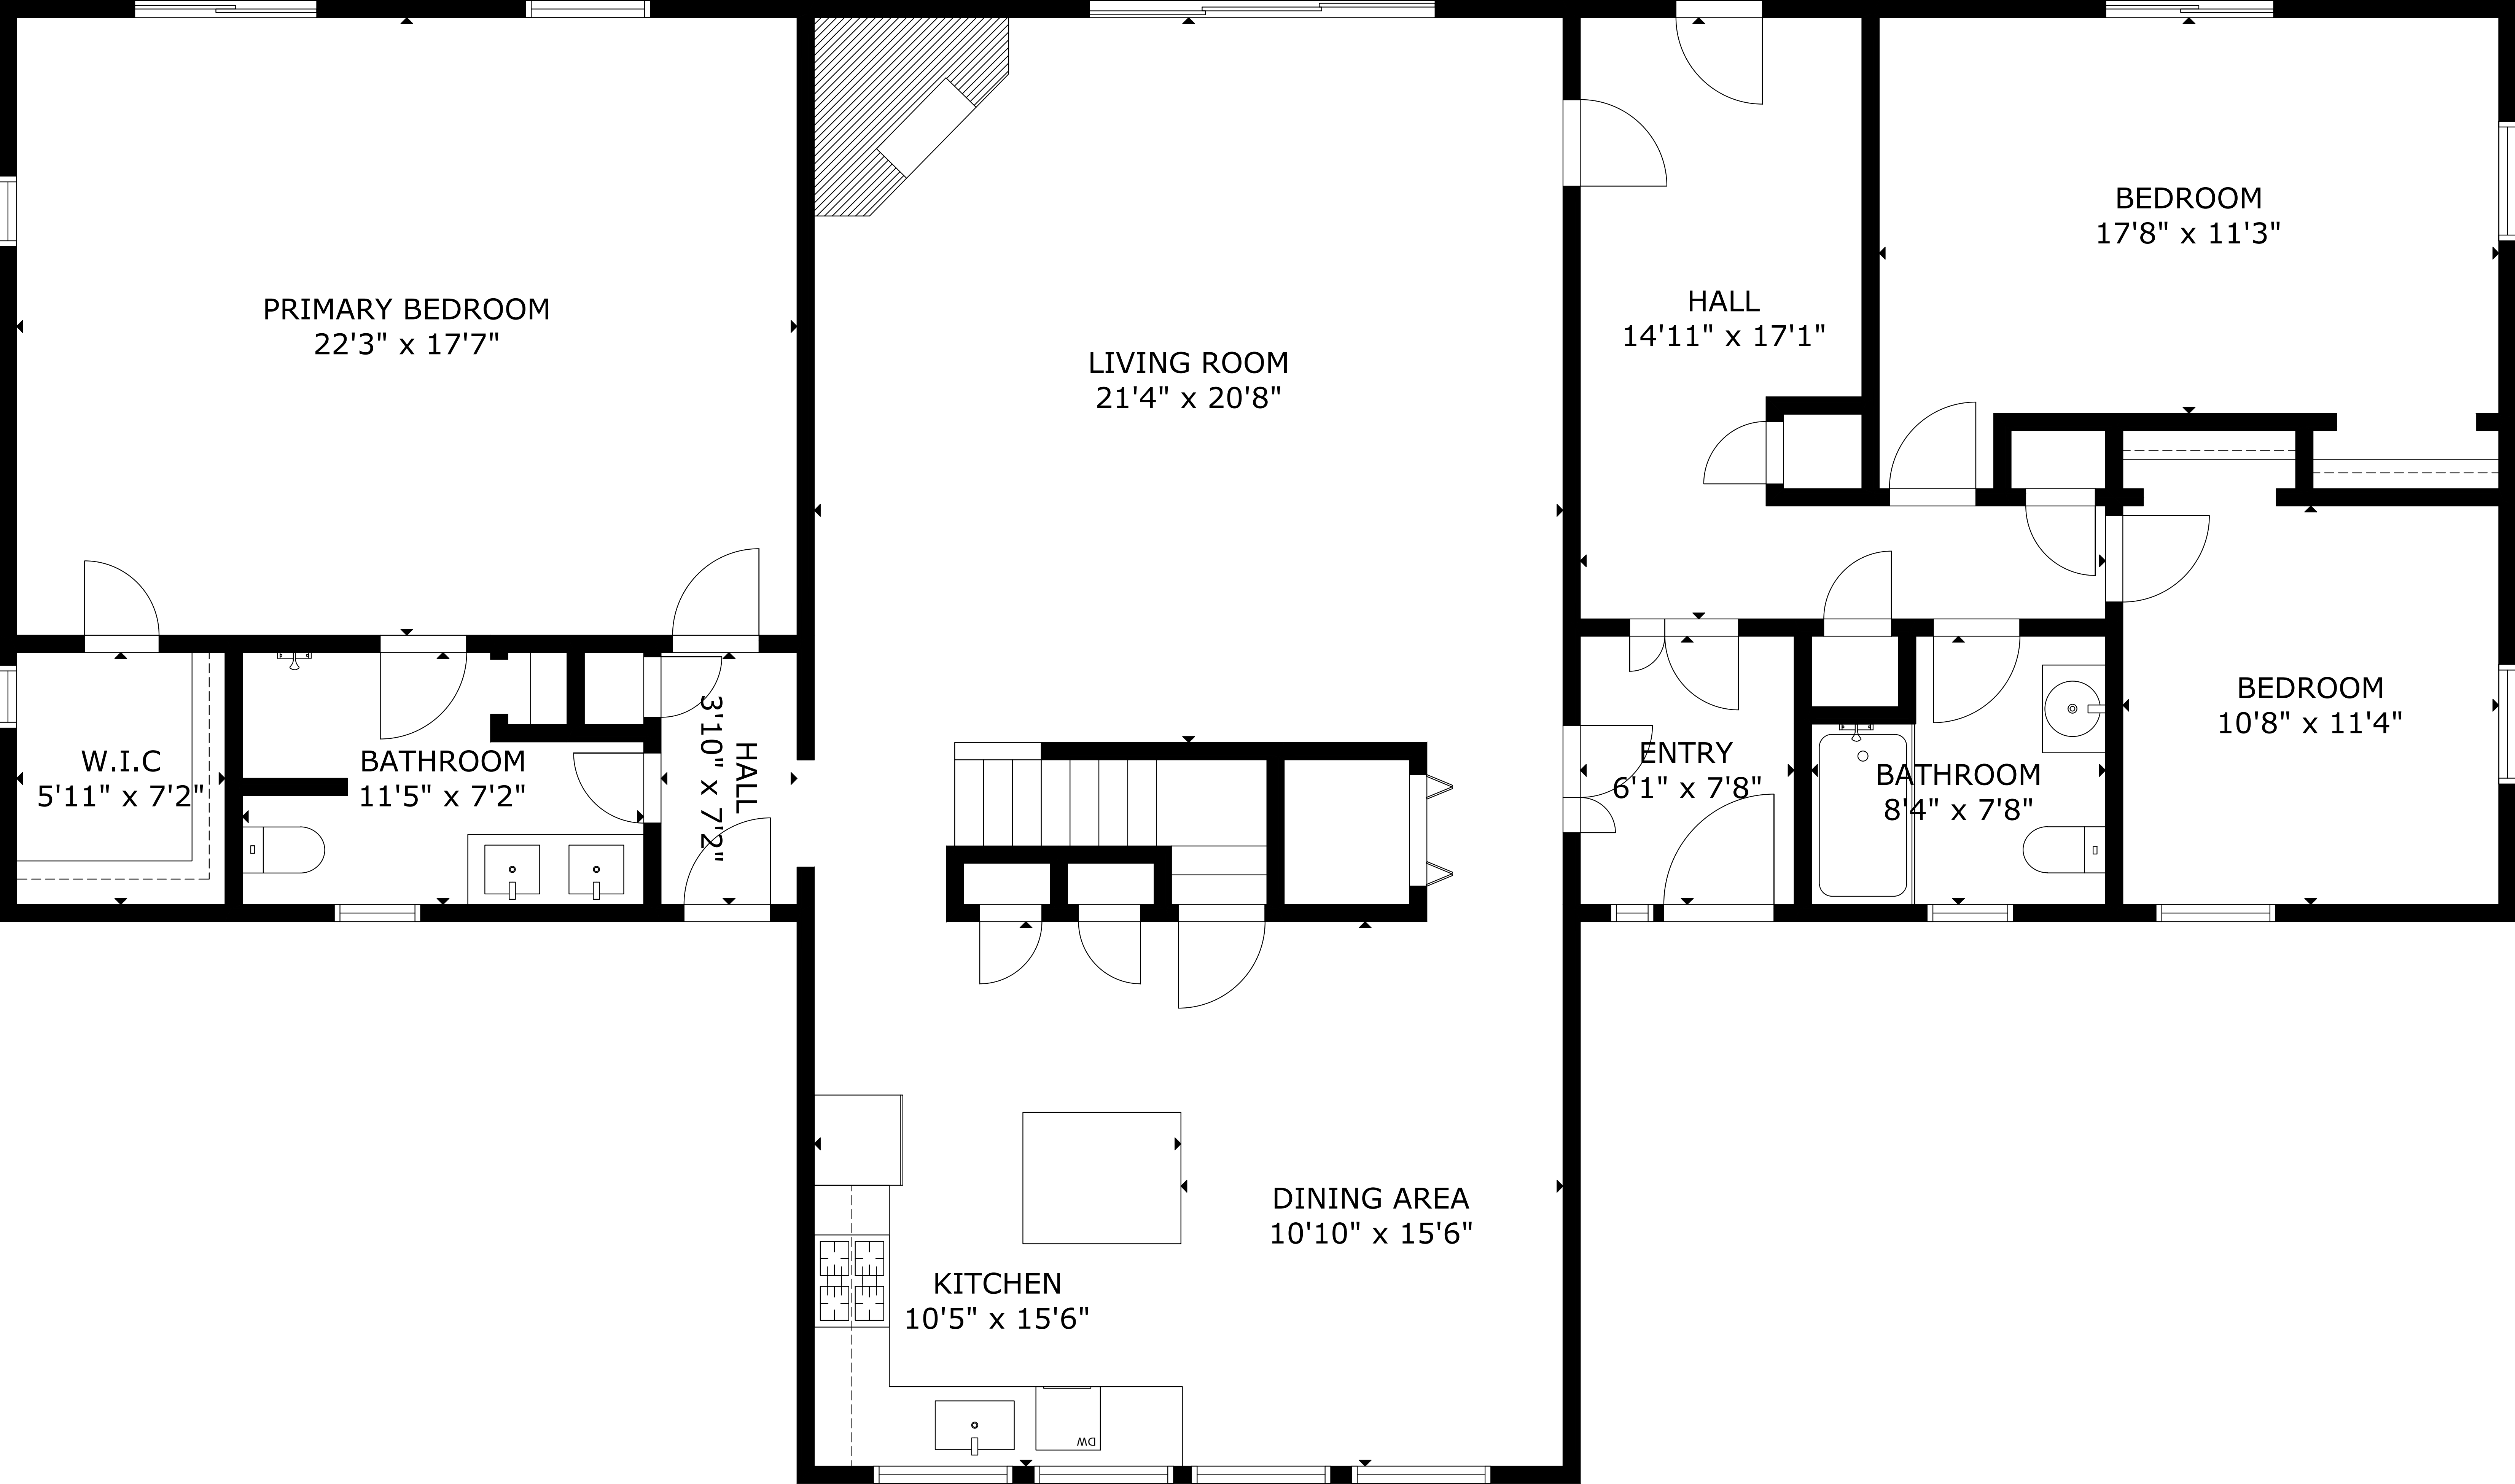 PRIMARY BEDROOM
22'3" x 17'7"
LIVING ROOM
21'4" x 20'8"
HALL
14'11" x 17'1"
BEDROOM
17'8" x 11'3"
W.I.C
5'11" x 7'2"
BATHROOM
11'5" x 7'2"
HALL
3'10" x 7'2"
ENTRY
6'1" x 7'8"
BATHROOM
8'4" x 7'8"
BEDROOM
10'8" x 11'4"
DINING AREA
10'10" x 15'6"
KITCHEN
10'5" x 15'6"
DW